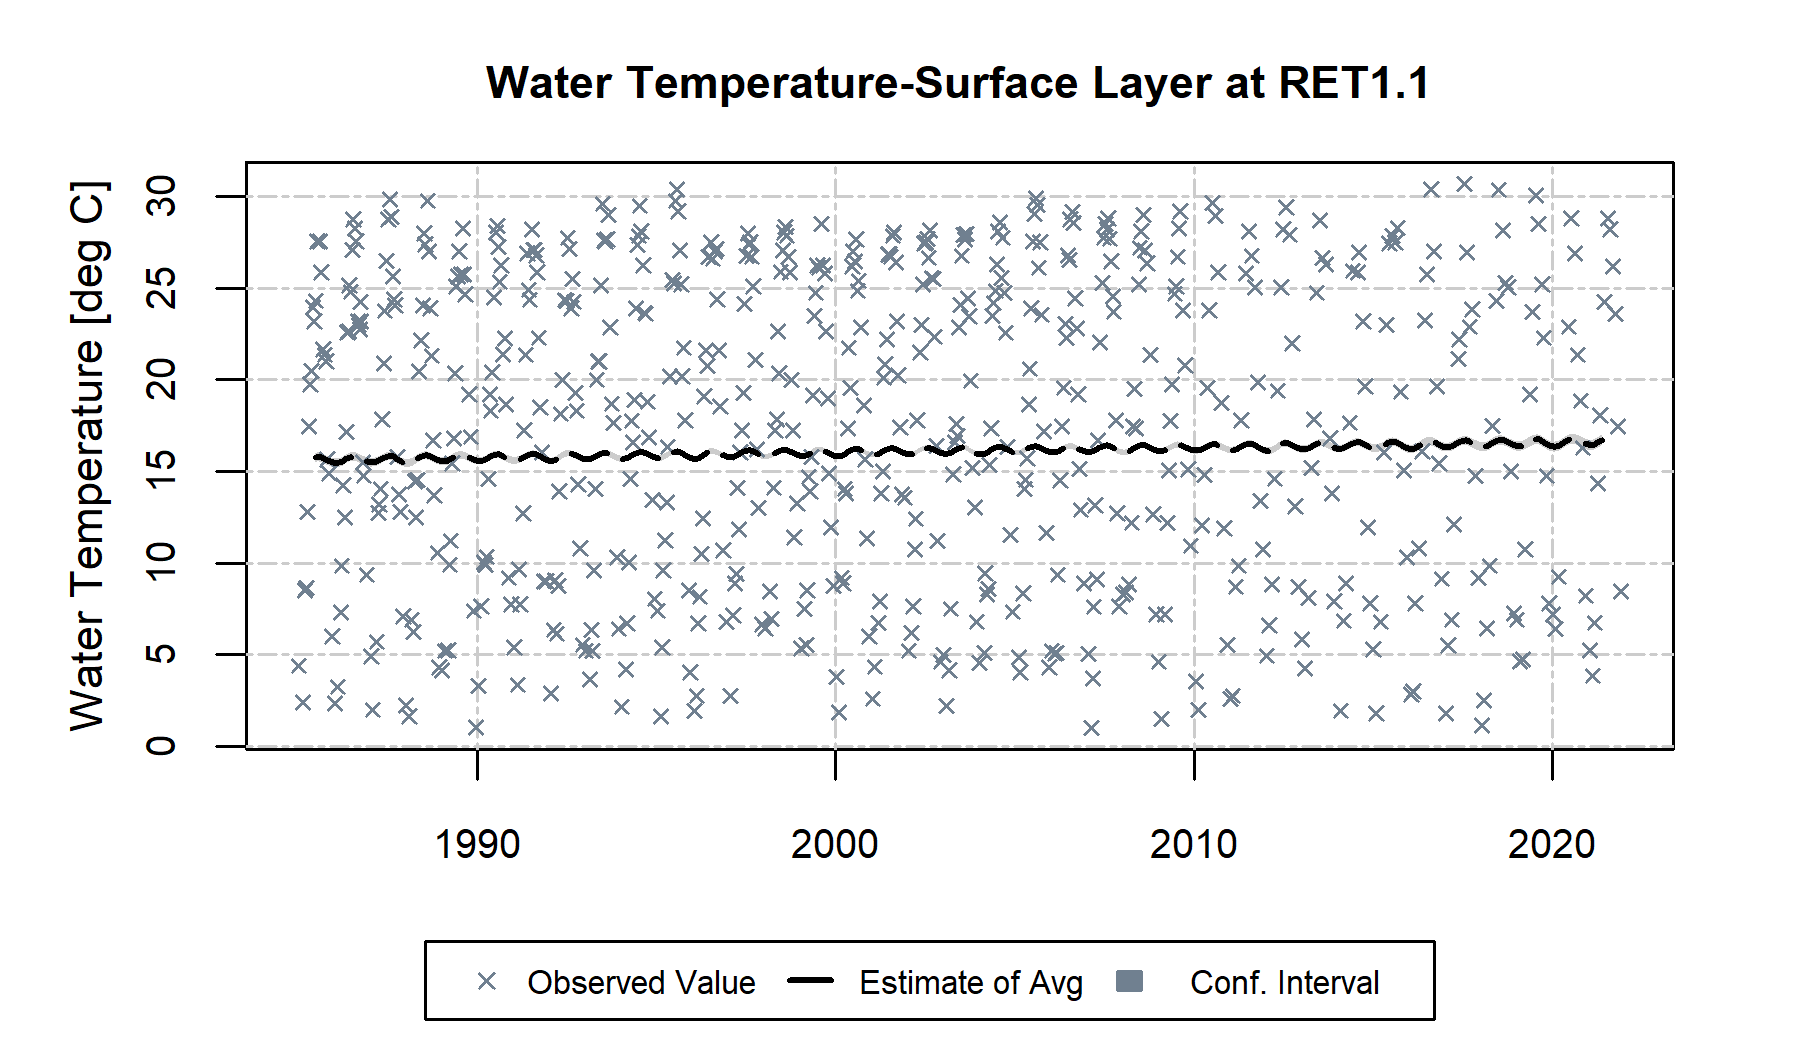 Water Temperature-Surface Layer at RET1.1
Water Temperature [deg C]
30
25
20
15
10
5
0
1990 2000 2010 2020
Observed Value Estimate of Avg Conf. Interval